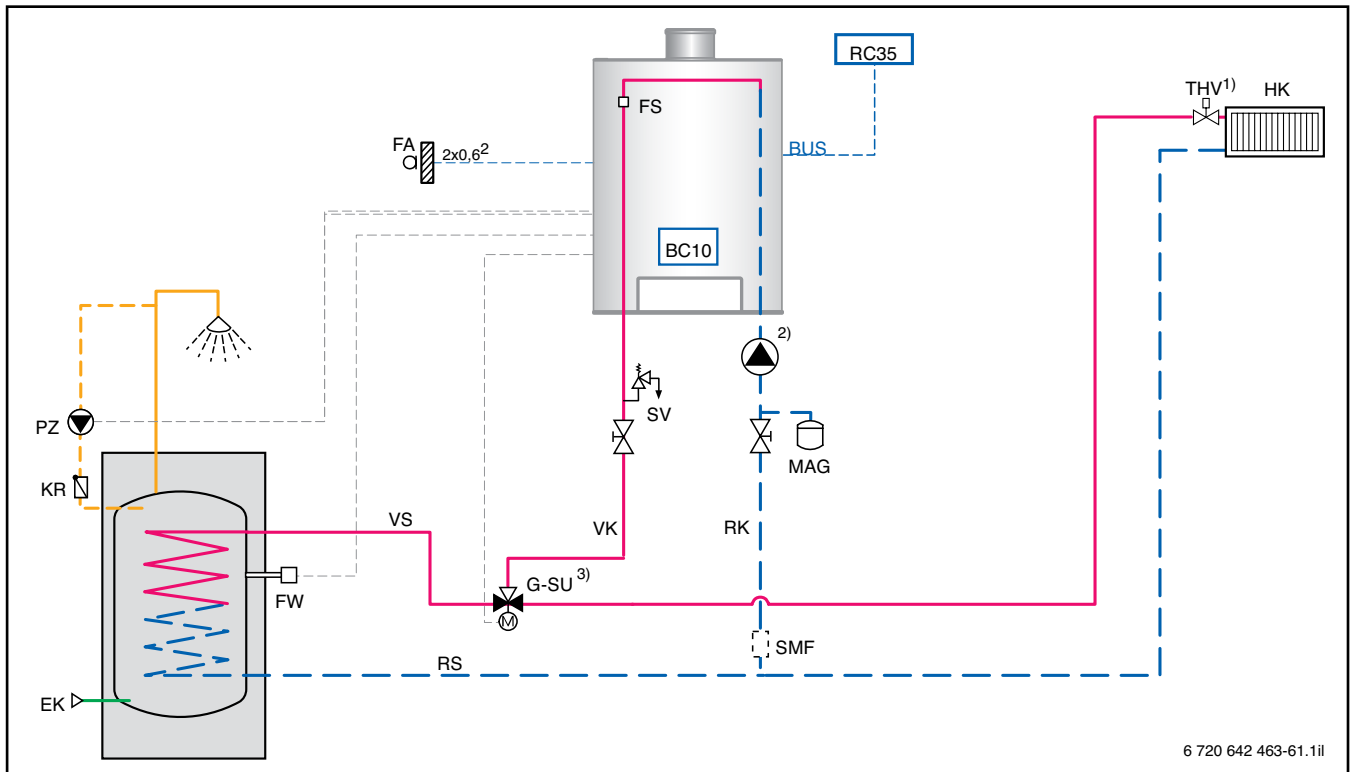 RC35
THV1)
HK
FS
FA
2x0,6²
BUS
BC10
2)
SV
PZ
MAG
KR
VS
VK
RK
G-SU 3)
FW
M
SMF
RS
EK
6 720 642 463-61.1il